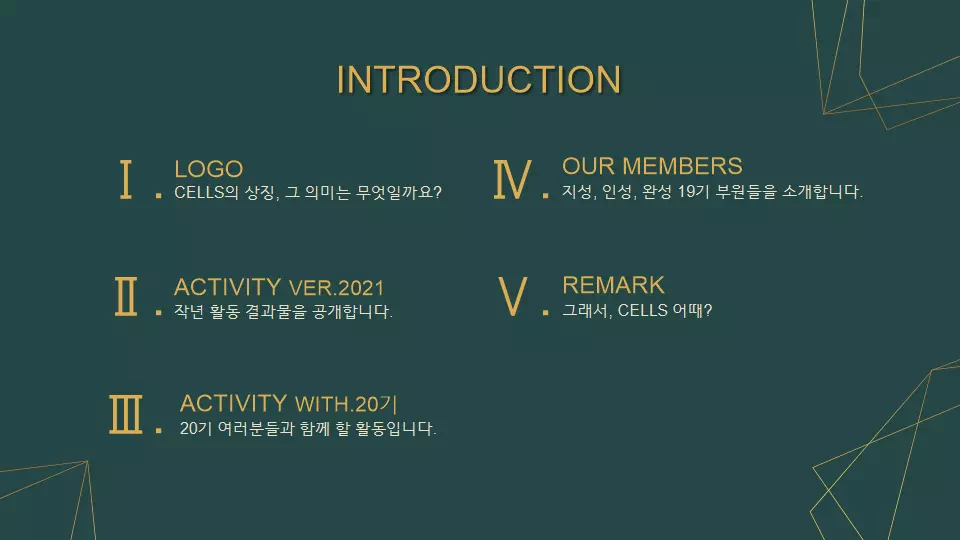 INTRODUCTION
Ⅰ. LOGO
CELLS의 상징, 그 의미는 무엇일까요?
Ⅱ. ACTIVITY VER.2021
작년 활동 결과물을 공개합니다.
Ⅲ. ACTIVITY WITH.20기
20기 여러분들과 함께 할 활동입니다.
Ⅳ. OUR MEMBERS
지성, 인성, 완성 19기 부원들을 소개합니다.
Ⅴ. REMARK
그래서, CELLS 어때?